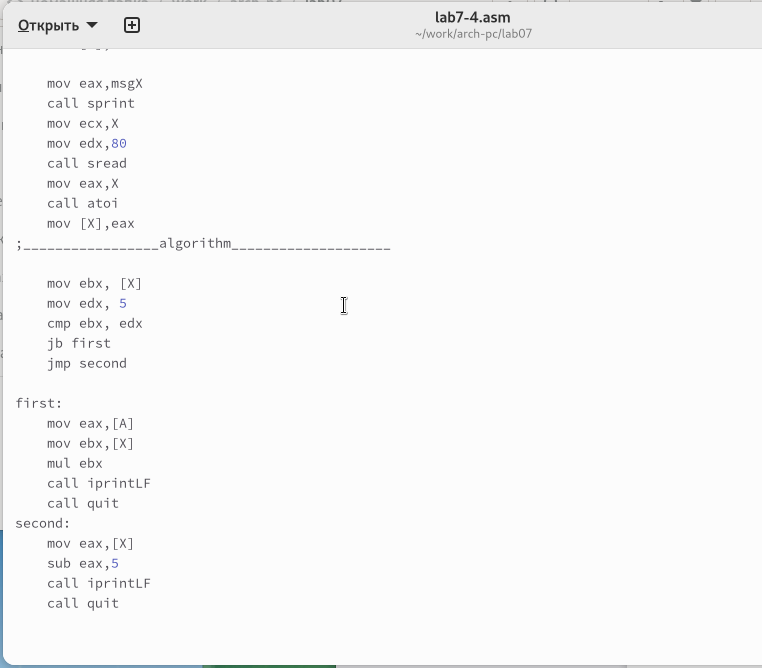 Открыть
lab7-4.asm
~/work/arch-pc/lab07
mov eax,msgX
call sprint
mov ecx,X
mov edx,80
call sread
mov eax,X
call atoi
mov [X],eax
;_________________algorithm____________________
mov ebx, [X]
mov edx, 5
cmp ebx, edx
jb first
jmp second
first:
mov eax,[A]
mov ebx,[X]
mul ebx
call iprintLF
call quit
second:
mov eax,[X]
sub eax,5
call iprintLF
call quit